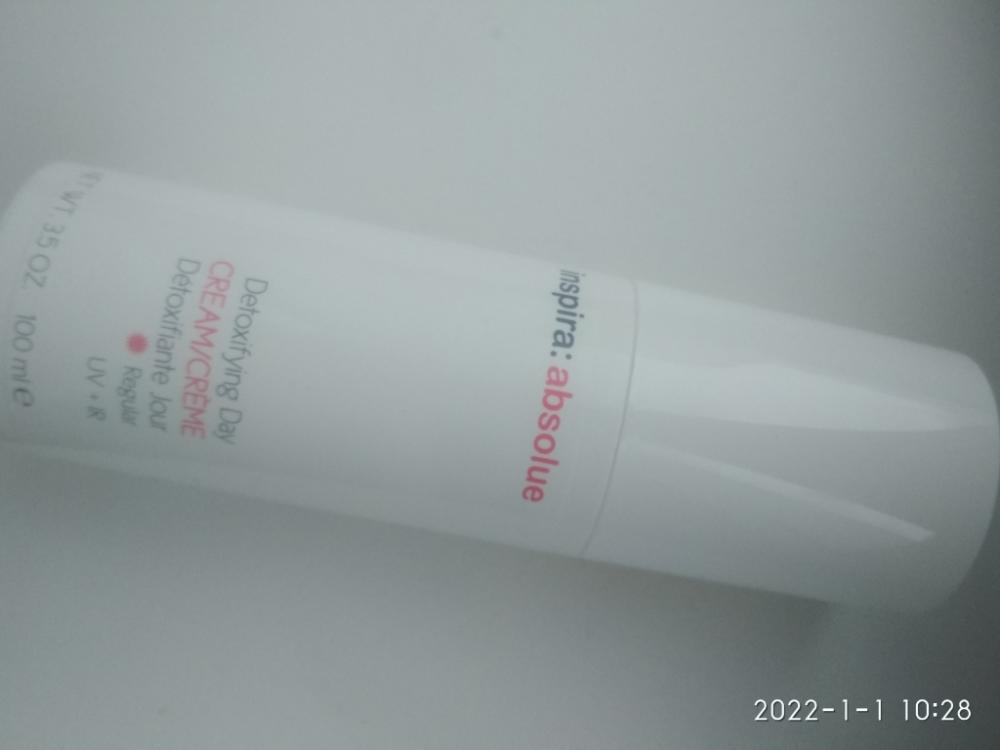 inspira: absolue
Detoxifying Day
CREAM/CRÈME
Détoxifiante Jour
Regular
UV + IR
WT. 3.5 OZ. 100 ml e
2022-1-1 10:28